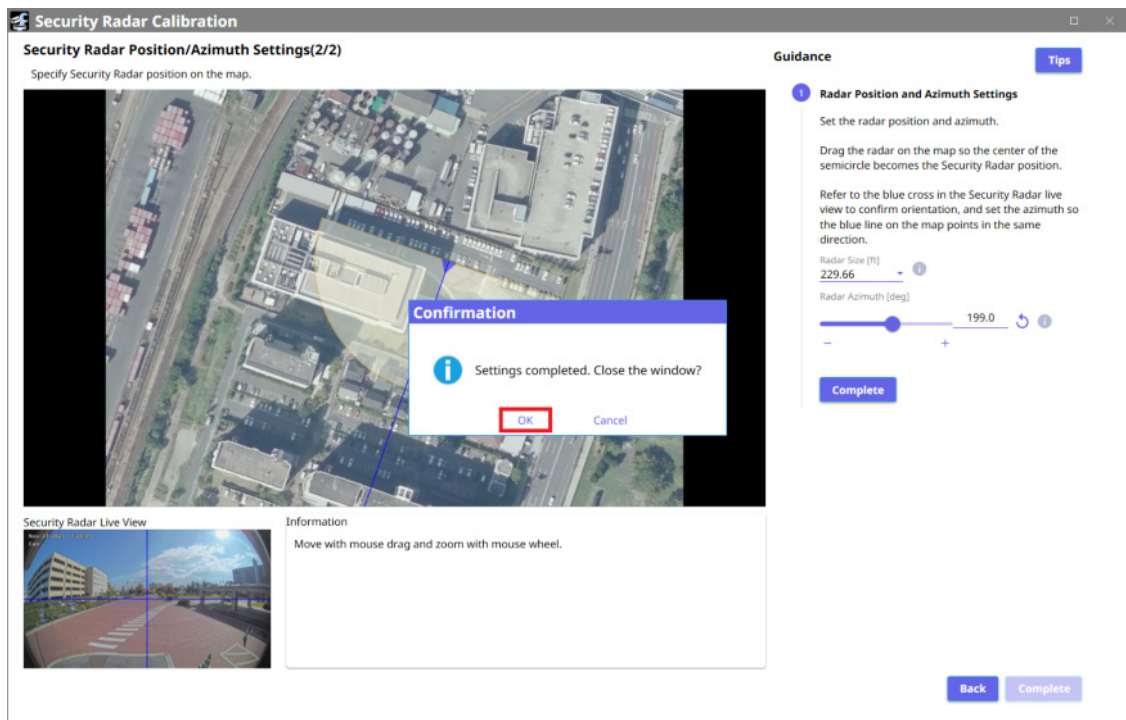 Security Radar Calibration
Security Radar Position/Azimuth Settings(2/2)
Specify Security Radar position on the map.
Guidance
Tips
1 Radar Position and Azimuth Settings
Set the radar position and azimuth.
Drag the radar on the map so the center of the
semicircle becomes the Security Radar position.
Refer to the blue cross in the Security Radar live
view to confirm orientation, and set the azimuth so
the blue line on the map points in the same
direction.
Radar Size [ft]
229.66
Radar Azimuth [deg]
199.0
− +
Complete
Confirmation
Settings completed. Close the window?
OK Cancel
Security Radar Live View
Information
Move with mouse drag and zoom with mouse wheel.
Back Complete